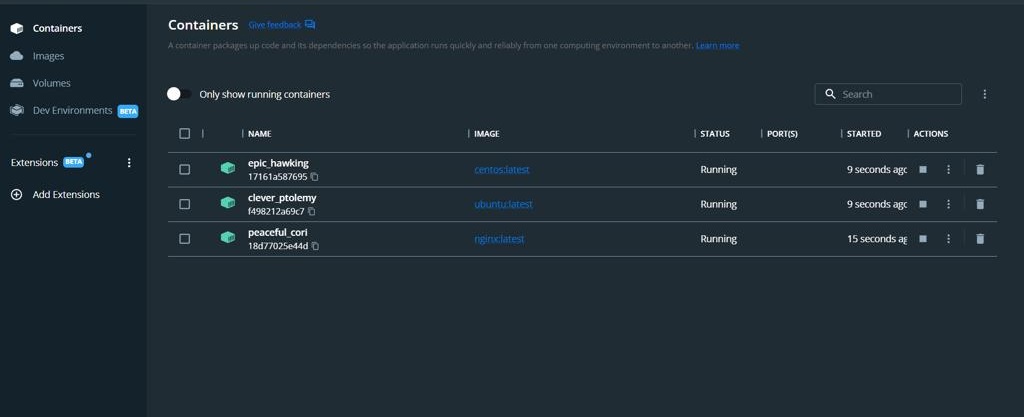 Containers
Images
Volumes
Dev Environments BETA
Extensions BETA
Add Extensions
Containers Give feedback
A container packages up code and its dependencies so the application runs quickly and reliably from one computing environment to another. Learn more
Only show running containers
Search
NAME IMAGE STATUS PORT(S) STARTED ACTIONS
epic_hawking
17161a587695
centos:latest Running 9 seconds agc
clever_ptolemy
f498212a69c7
ubuntu:latest Running 9 seconds agc
peaceful_cori
18d77025e44d
nginx:latest Running 15 seconds ag